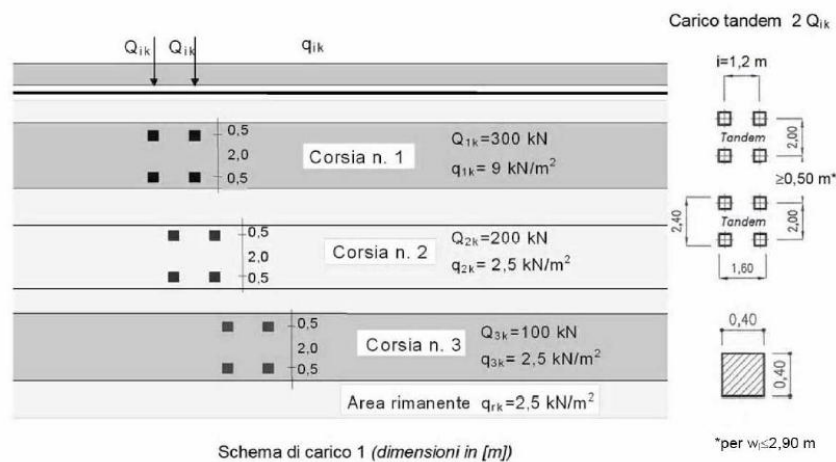 Carico tandem 2 Qik
Qik Qik qik
i=1,2 m
0,5
2,0
0,5
Corsia n. 1
Q1k=300 kN
q1k= 9 kN/m²
Tandem
2,00
≥0,50 m*
0,5
2,0
0,5
Corsia n. 2
Q2k=200 kN
q2k= 2,5 kN/m²
2,40
Tandem
2,00
1,60
0,5
2,0
0,5
Corsia n. 3
Q3k=100 kN
q3k= 2,5 kN/m²
0,40
0,40
Area rimanente qrk=2,5 kN/m²
Schema di carico 1 (dimensioni in [m])
*per wl≤2,90 m